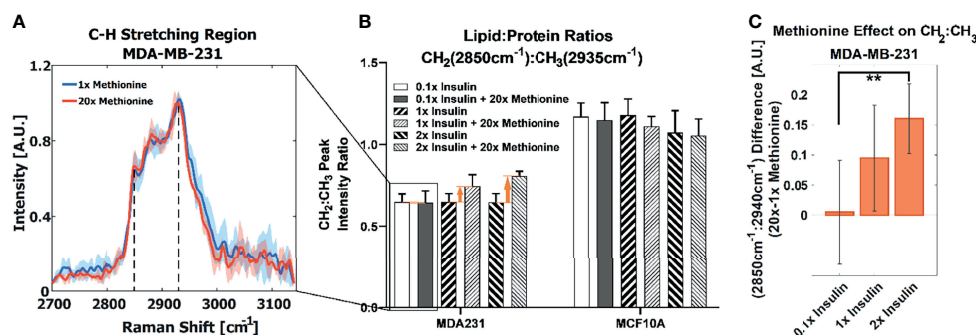 A
C-H Stretching Region
MDA-MB-231
1x Methionine
20x Methionine
Intensity [A.U.]
1.2
0.8
0.4
0
2700
2800
2900
3000
3100
Raman Shift [cm⁻¹]
B
Lipid:Protein Ratios
CH₂(2850cm⁻¹):CH₃(2935cm⁻¹)
0.1x Insulin
0.1x Insulin + 20x Methionine
1x Insulin
1x Insulin + 20x Methionine
2x Insulin
2x Insulin + 20x Methionine
CH₂:CH₃ Peak
Intensity Ratio
1.5
1.0
0.5
0.0
MDA231
MCF10A
C
Methionine Effect on CH₂:CH₃
MDA-MB-231
**
(2850cm⁻¹:2940cm⁻¹) Difference [A.U.]
(20x-1x Methionine)
0.2
0.15
0.1
0.05
0
0.1x Insulin
1x Insulin
2x Insulin